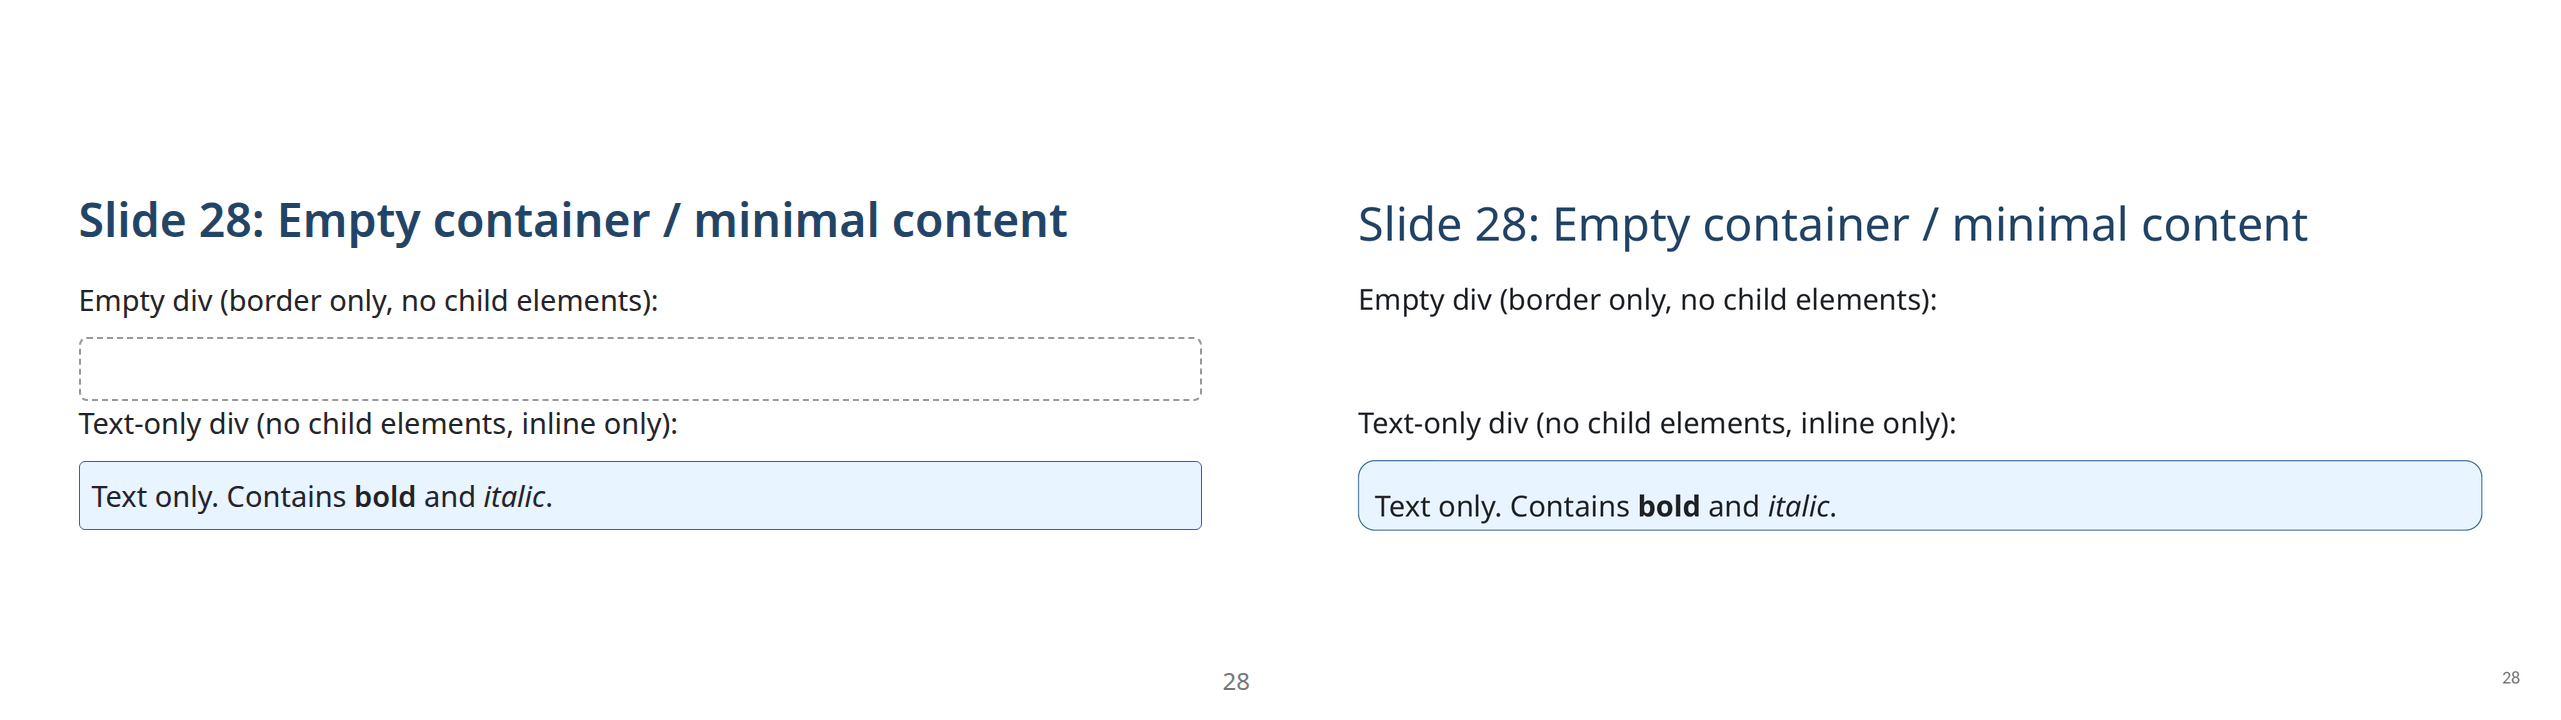 Slide 28: Empty container / minimal content
Empty div (border only, no child elements):
Text-only div (no child elements, inline only):
Text only. Contains bold and italic.
28
Slide 28: Empty container / minimal content
Empty div (border only, no child elements):
Text-only div (no child elements, inline only):
Text only. Contains bold and italic.
28